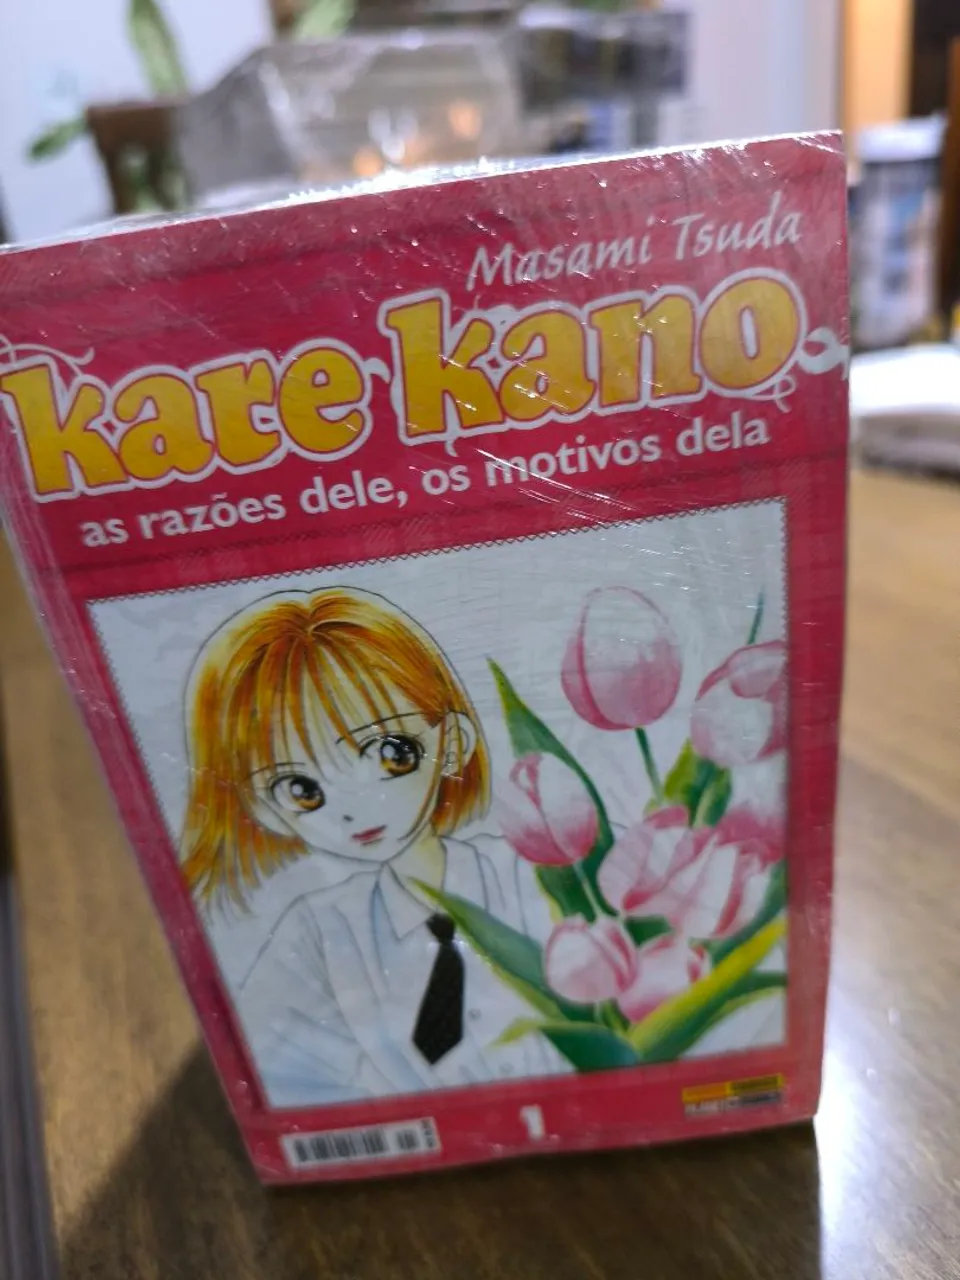 Masami Tsuda
kare kano
as razões dele, os motivos dela
1